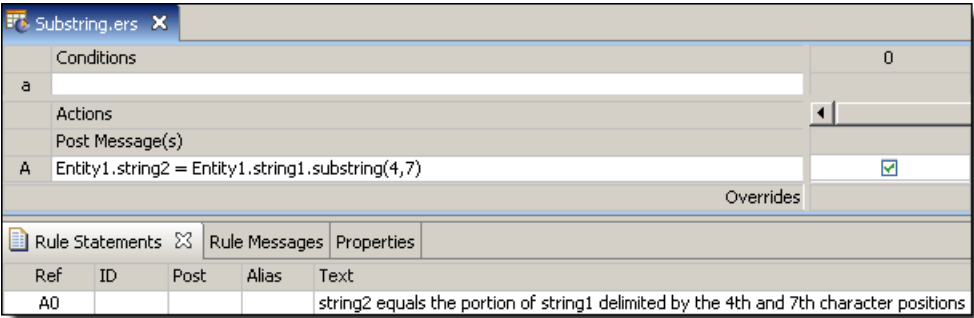 Substring.ers
Conditions 0
a
Actions
Post Message(s)
A Entity1.string2 = Entity1.string1.substring(4,7)
Overrides
Rule Statements Rule Messages Properties
Ref ID Post Alias Text
A0 string2 equals the portion of string1 delimited by the 4th and 7th character positions